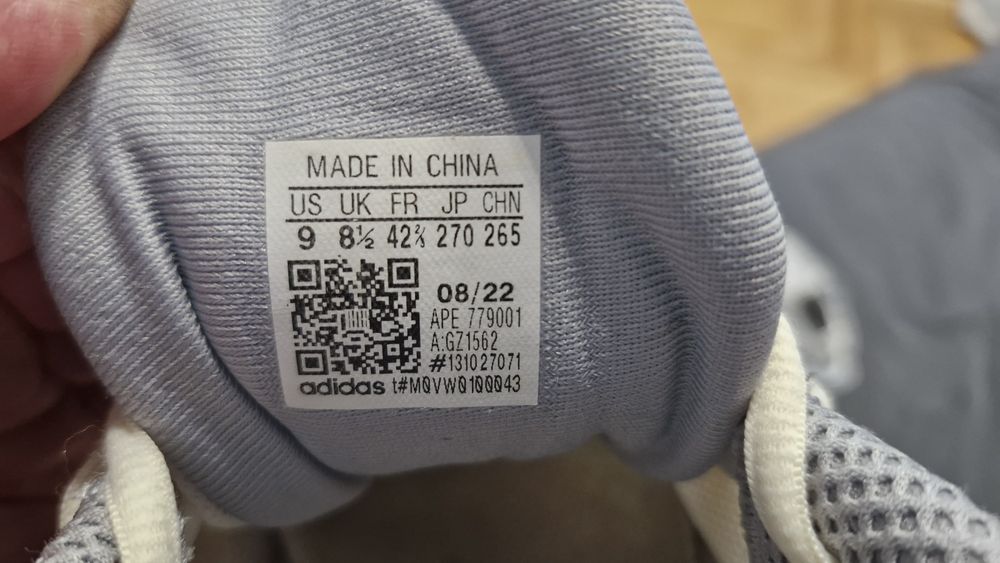 MADE IN CHINA
US UK FR JP CHN
9 8½ 42⅔ 270 265
08/22
APE 779001
A:GZ1562
#131027071
adidas t#M0VW0100043